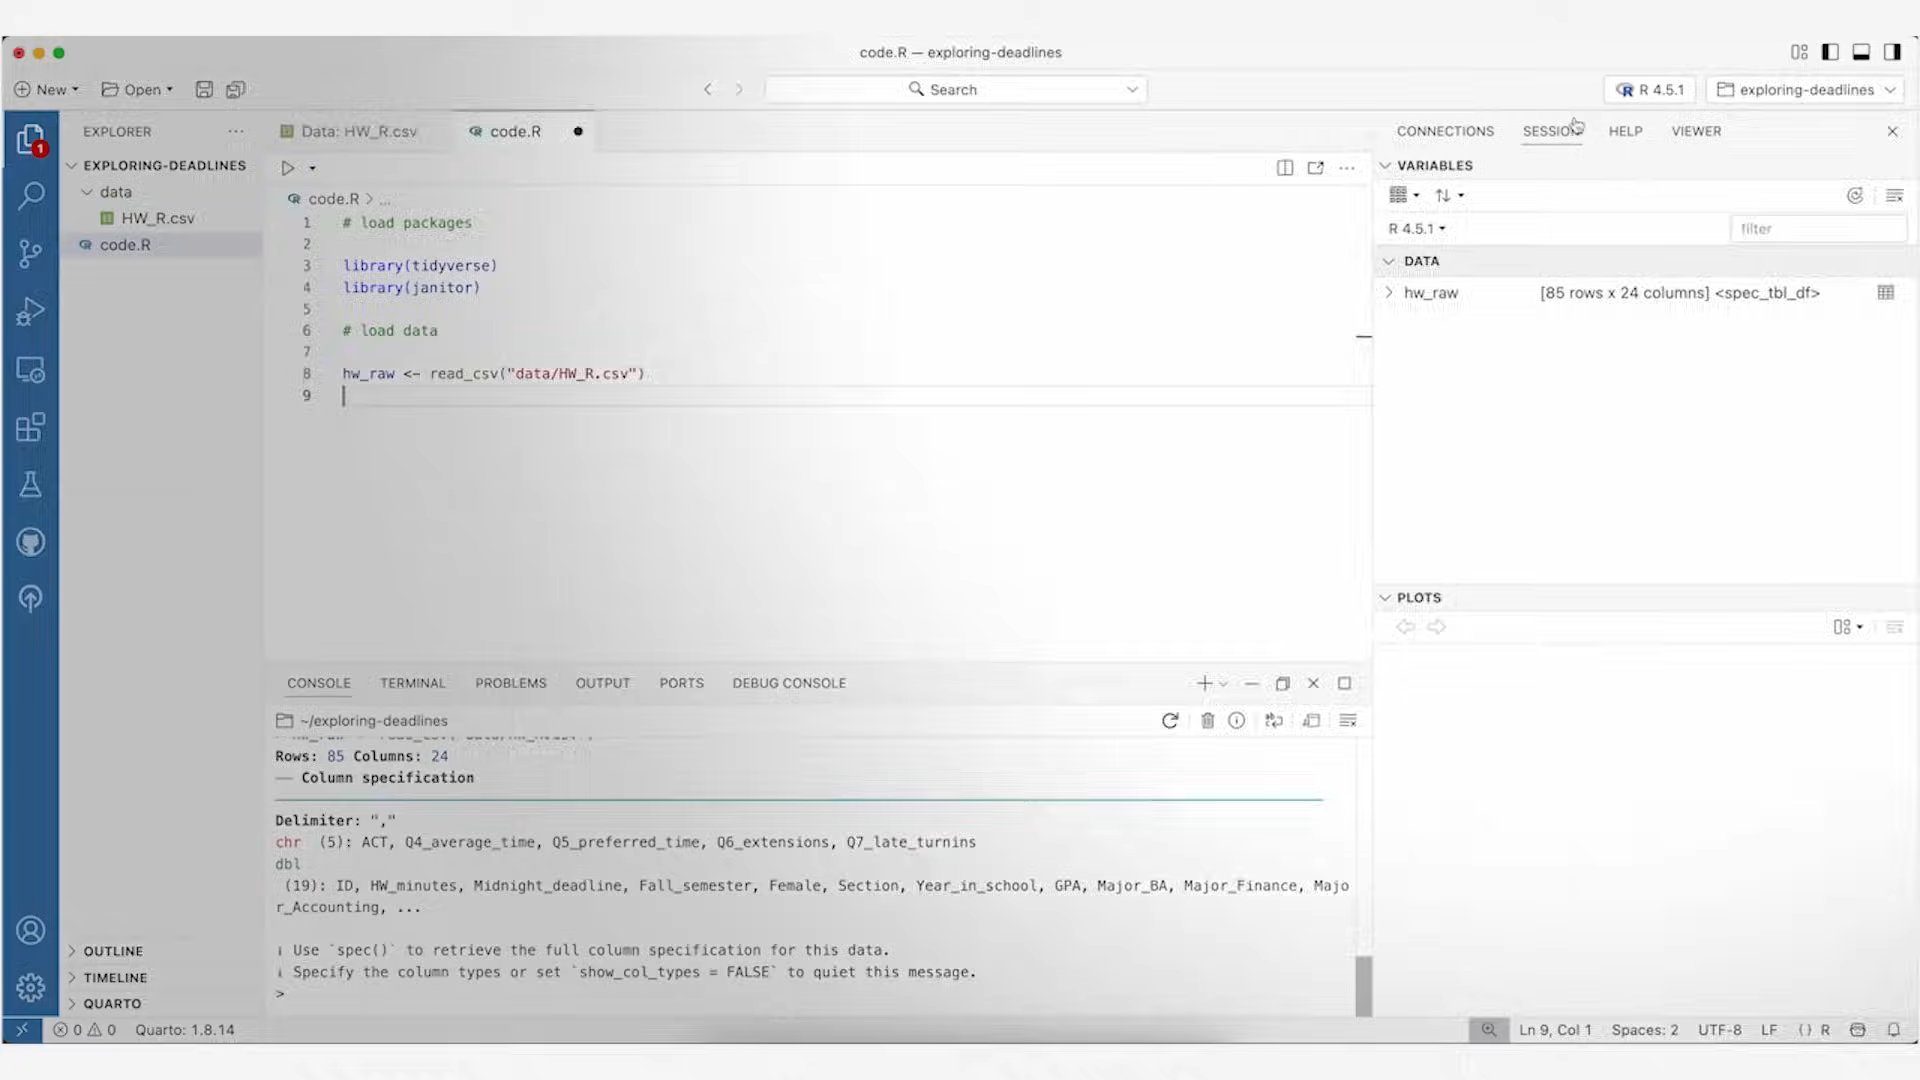 code.R — exploring-deadlines
New Open Search R 4.5.1 exploring-deadlines
EXPLORER
EXPLORING-DEADLINES
data
HW_R.csv
code.R
1
OUTLINE
TIMELINE
QUARTO
Data: HW_R.csv code.R
code.R > ...
1 # load packages
2
3 library(tidyverse)
4 library(janitor)
5
6 # load data
7
8 hw_raw <- read_csv("data/HW_R.csv")
9
CONSOLE TERMINAL PROBLEMS OUTPUT PORTS DEBUG CONSOLE
~/exploring-deadlines
Rows: 85 Columns: 24
── Column specification
Delimiter: ","
chr (5): ACT, Q4_average_time, Q5_preferred_time, Q6_extensions, Q7_late_turnins
dbl
(19): ID, HW_minutes, Midnight_deadline, Fall_semester, Female, Section, Year_in_school, GPA, Major_BA, Major_Finance, Majo
r_Accounting, ...
ℹ Use `spec()` to retrieve the full column specification for this data.
ℹ Specify the column types or set `show_col_types = FALSE` to quiet this message.
>
CONNECTIONS SESSION HELP VIEWER
VARIABLES
R 4.5.1 filter
DATA
hw_raw [85 rows x 24 columns] <spec_tbl_df>
PLOTS
0 0 Quarto: 1.8.14 Ln 9, Col 1 Spaces: 2 UTF-8 LF {} R